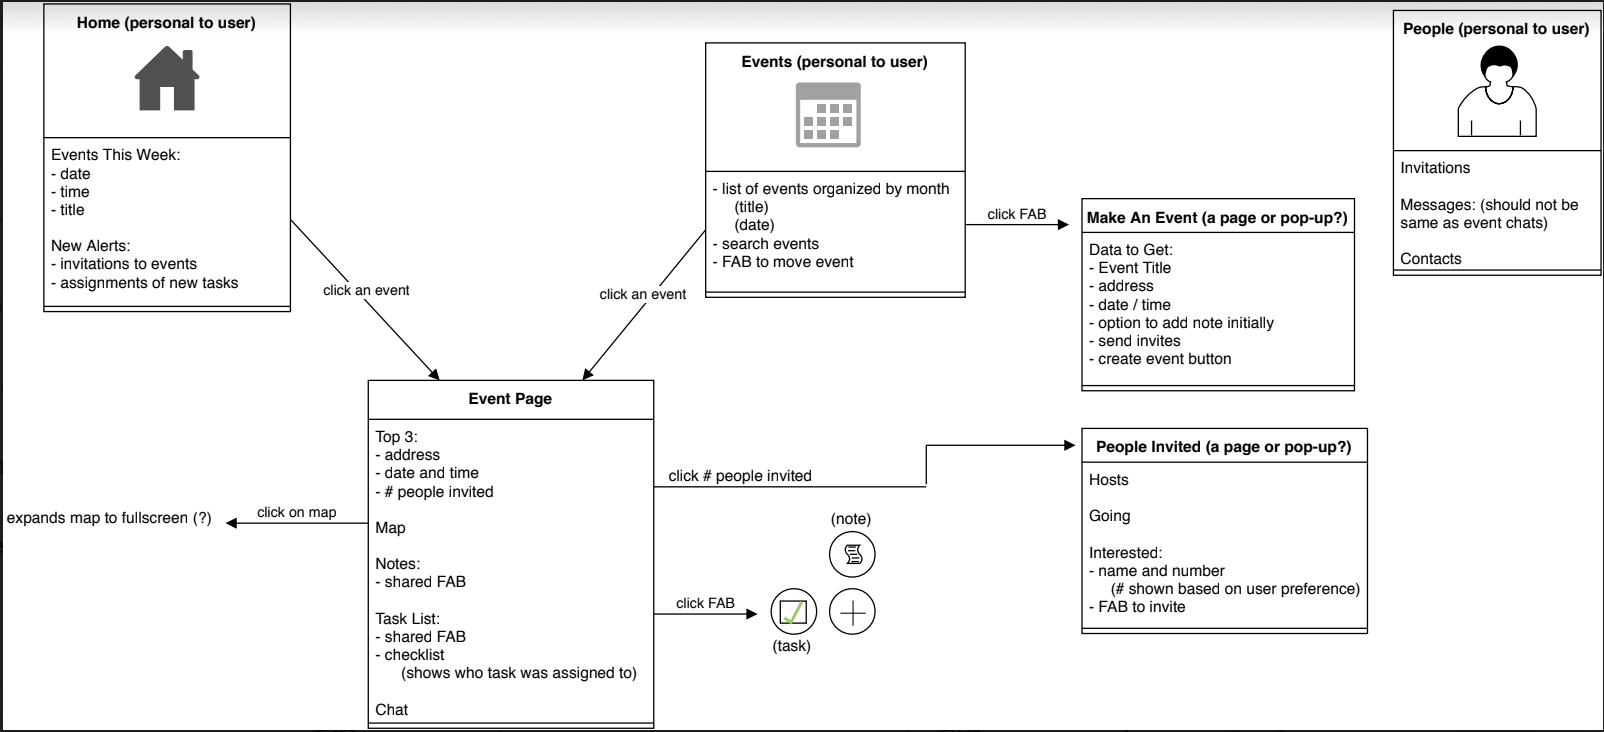 Home (personal to user)
Events This Week:
- date
- time
- title
New Alerts:
- invitations to events
- assignments of new tasks
click an event
Events (personal to user)
- list of events organized by month
(title)
(date)
- search events
- FAB to move event
click an event
click FAB
Make An Event (a page or pop-up?)
Data to Get:
- Event Title
- address
- date / time
- option to add note initially
- send invites
- create event button
People (personal to user)
Invitations
Messages: (should not be
same as event chats)
Contacts
Event Page
Top 3:
- address
- date and time
- # people invited
Map
Notes:
- shared FAB
Task List:
- shared FAB
- checklist
(shows who task was assigned to)
Chat
click on map
expands map to fullscreen (?)
click # people invited
People Invited (a page or pop-up?)
Hosts
Going
Interested:
- name and number
(# shown based on user preference)
- FAB to invite
click FAB
(note)
(task)